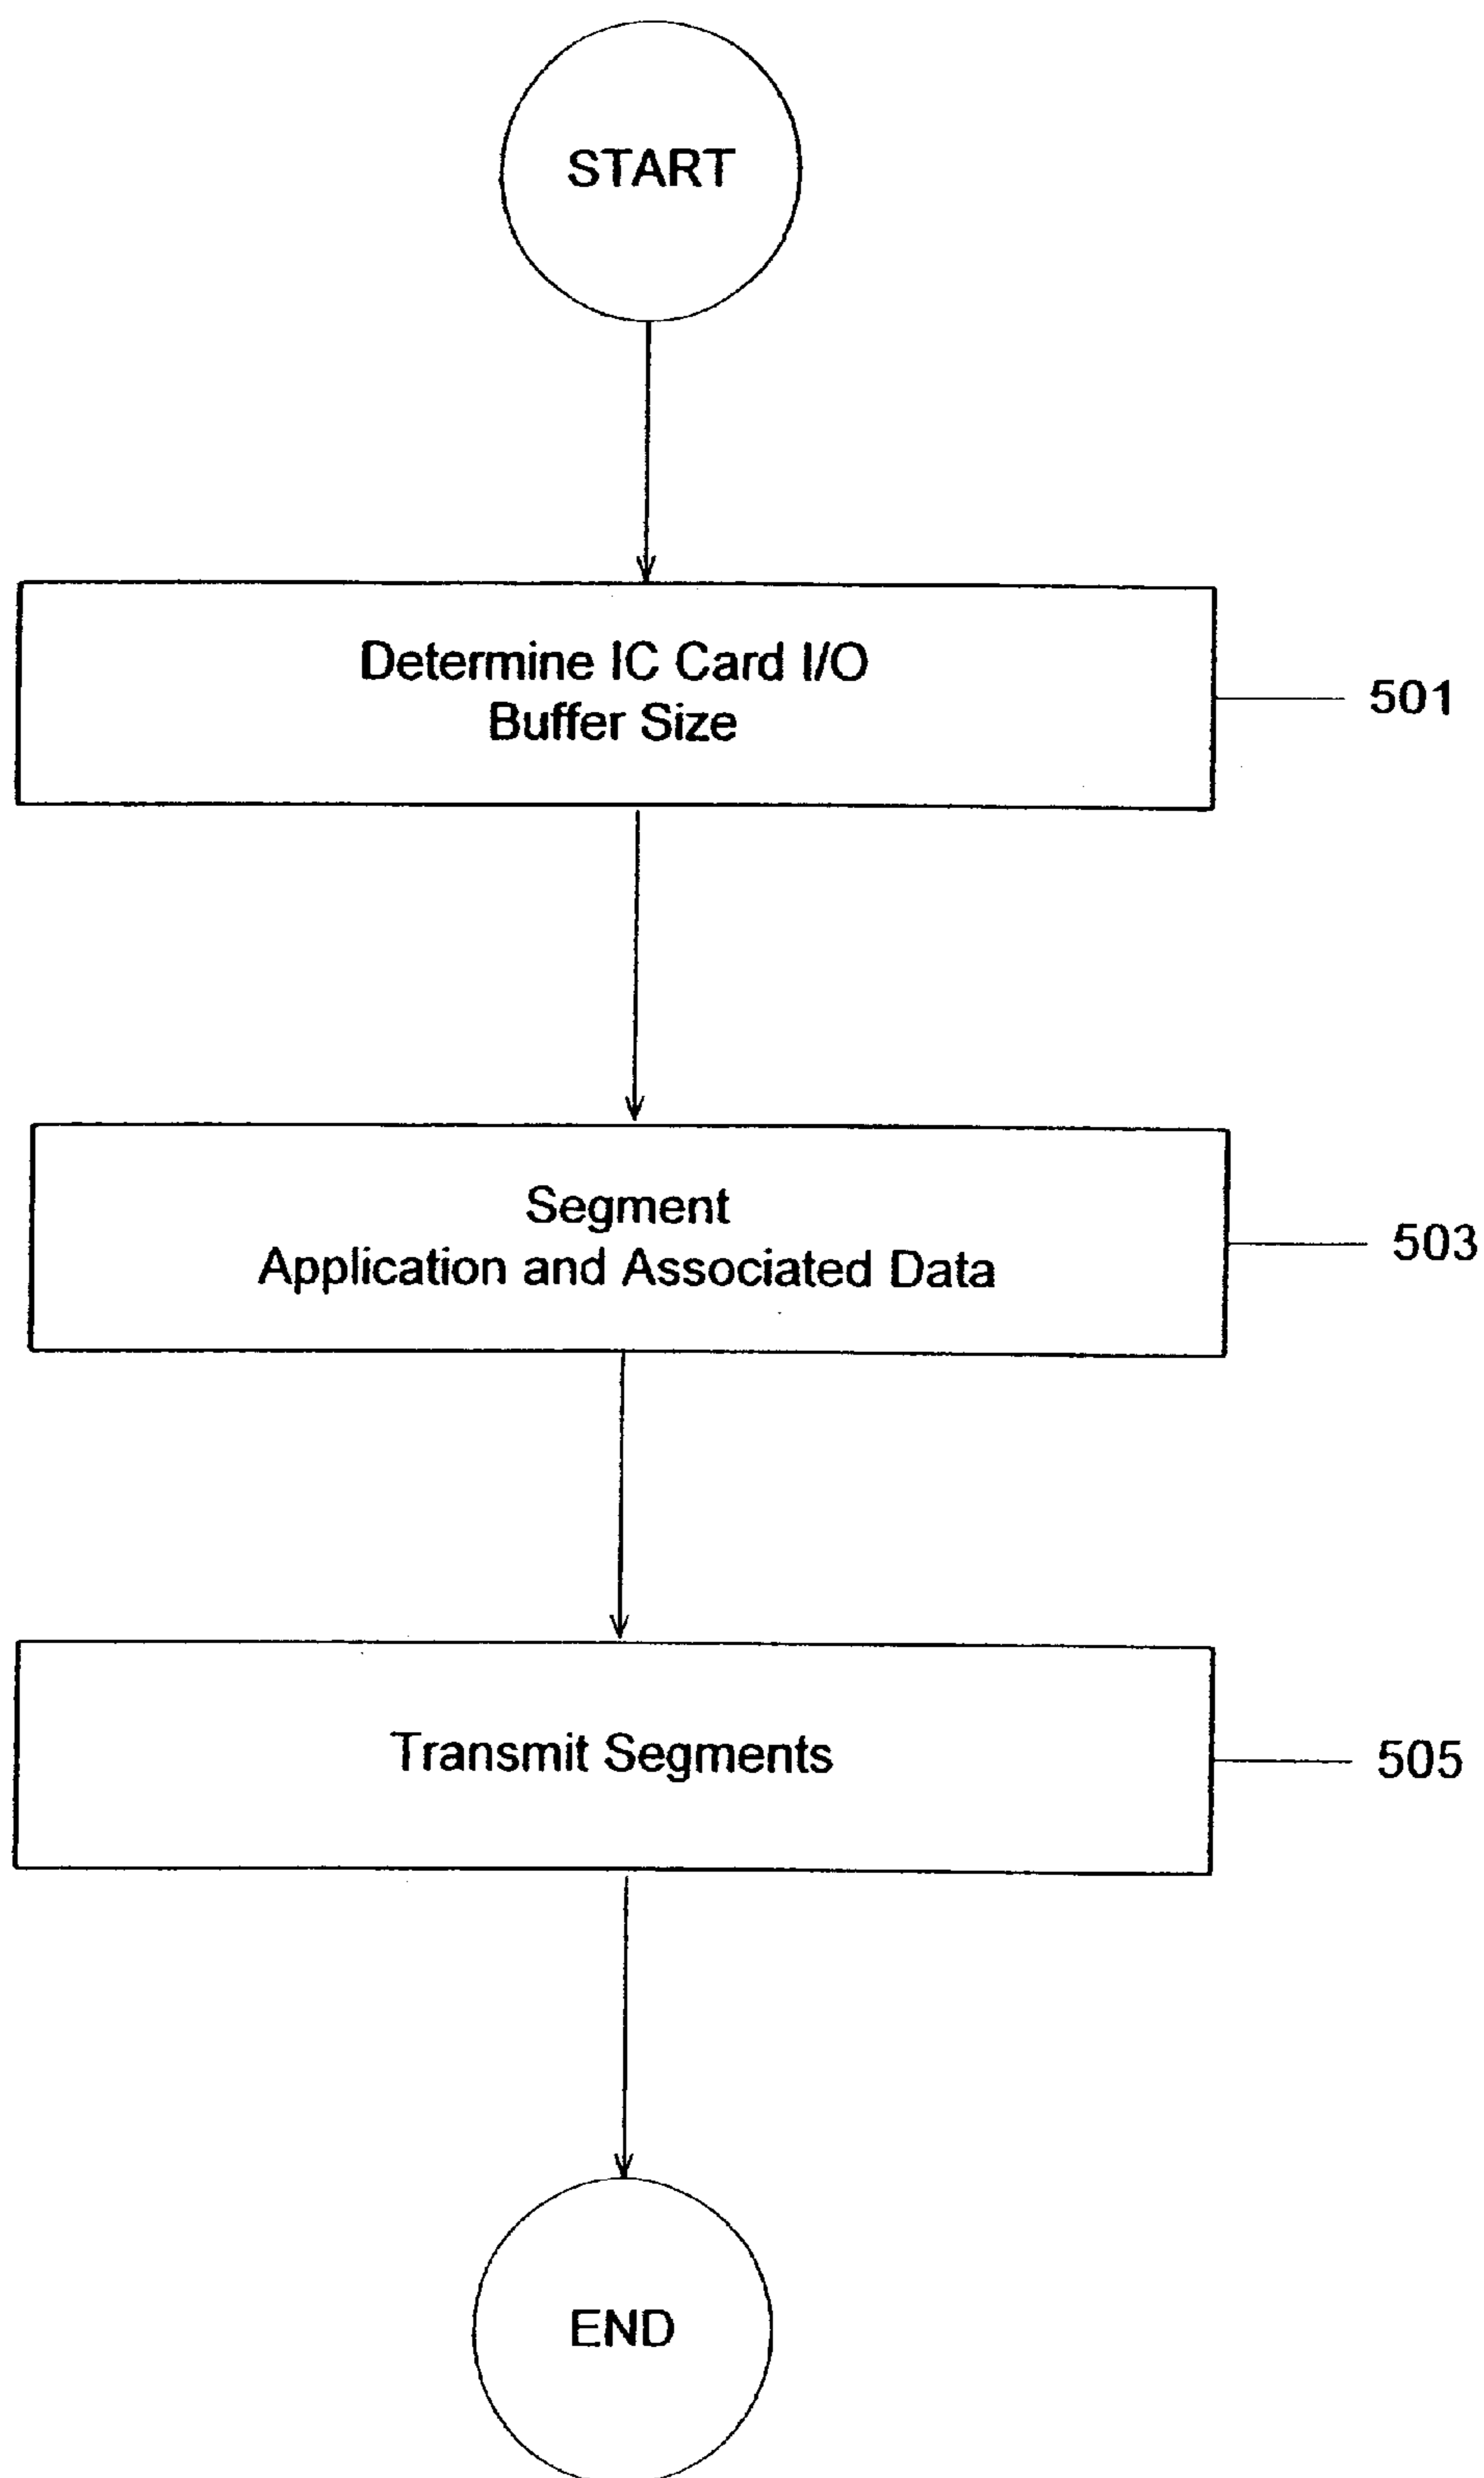 START
Determine IC Card I/O
Buffer Size
501
Segment
Application and Associated Data
503
Transmit Segments
505
END